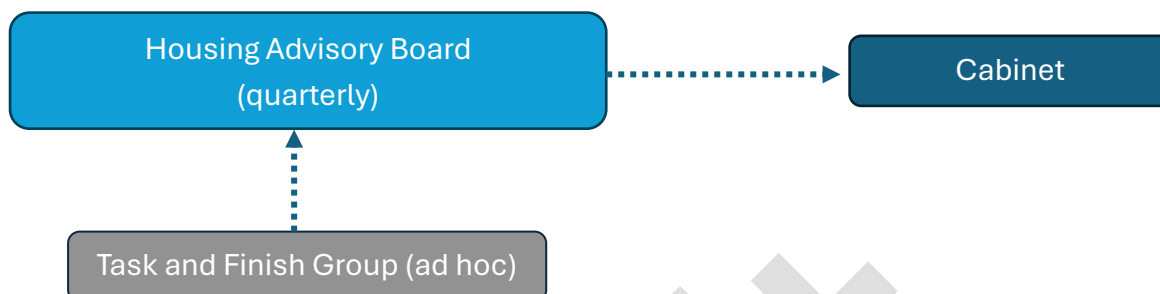 Housing Advisory Board
(quarterly)
Cabinet
Task and Finish Group (ad hoc)